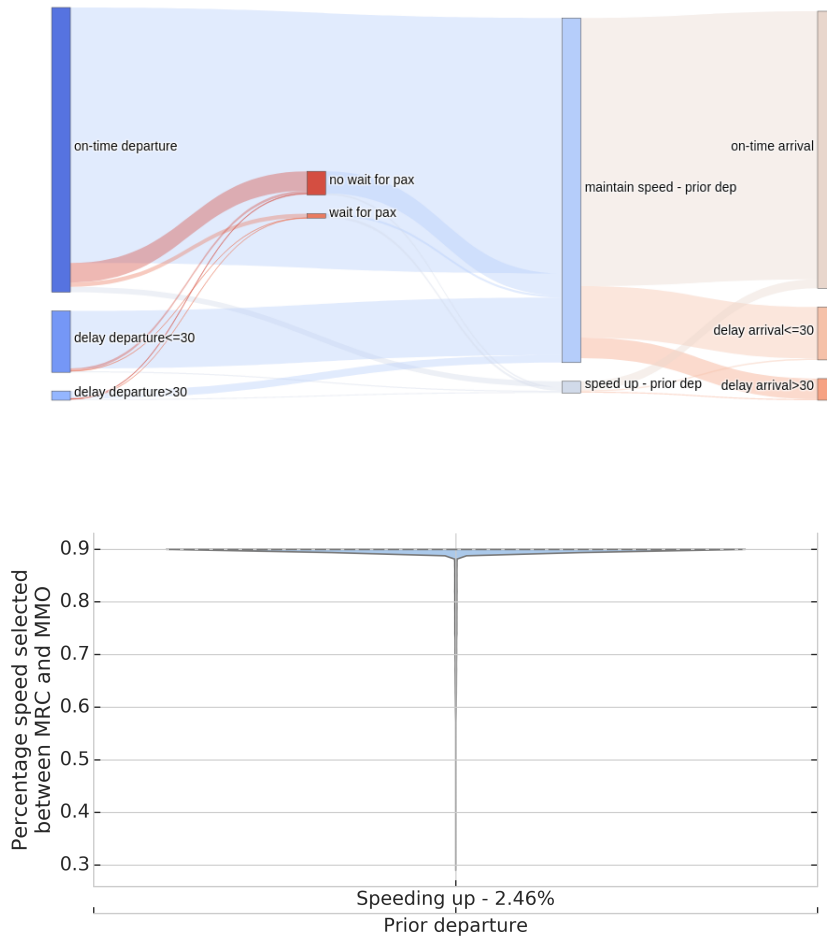 on-time departure
on-time arrival
no wait for pax
maintain speed - prior dep
wait for pax
delay departure<=30
delay arrival<=30
delay departure>30
speed up - prior dep
delay arrival>30
Percentage speed selected
between MRC and MMO
0.9
0.8
0.7
0.6
0.5
0.4
0.3
Speeding up - 2.46%
Prior departure